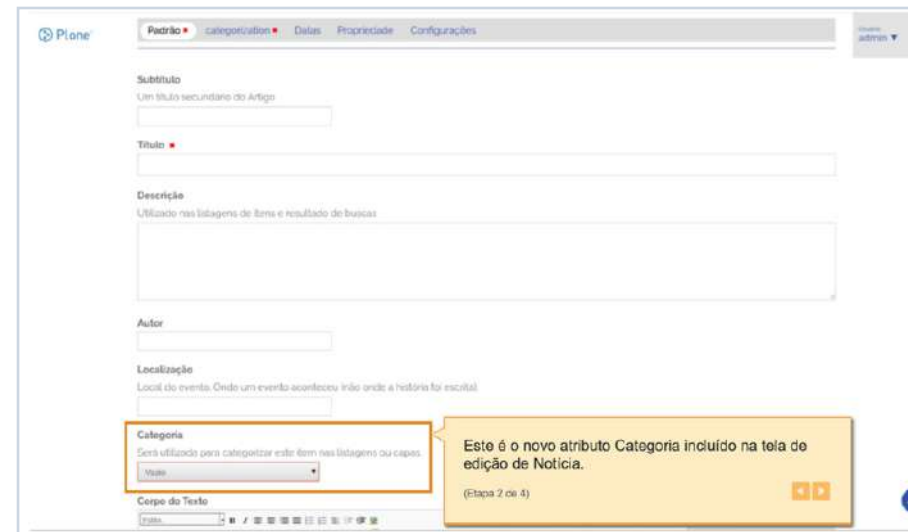 Plone
Padrão categorization Datas Propriedade Configurações
Usuário
admin ▼
Subtítulo
Um título secundário do Artigo
Título
Descrição
Utilizado nas listagens de itens e resultado de buscas
Autor
Localização
Local do evento. Onde um evento aconteceu (não onde a história foi escrita).
Categoria
Será utilizado para categorizar este item nas listagens ou capas.
Este é o novo atributo Categoria incluído na tela de
edição de Notícia.
(Etapa 2 de 4)
Corpo do Texto